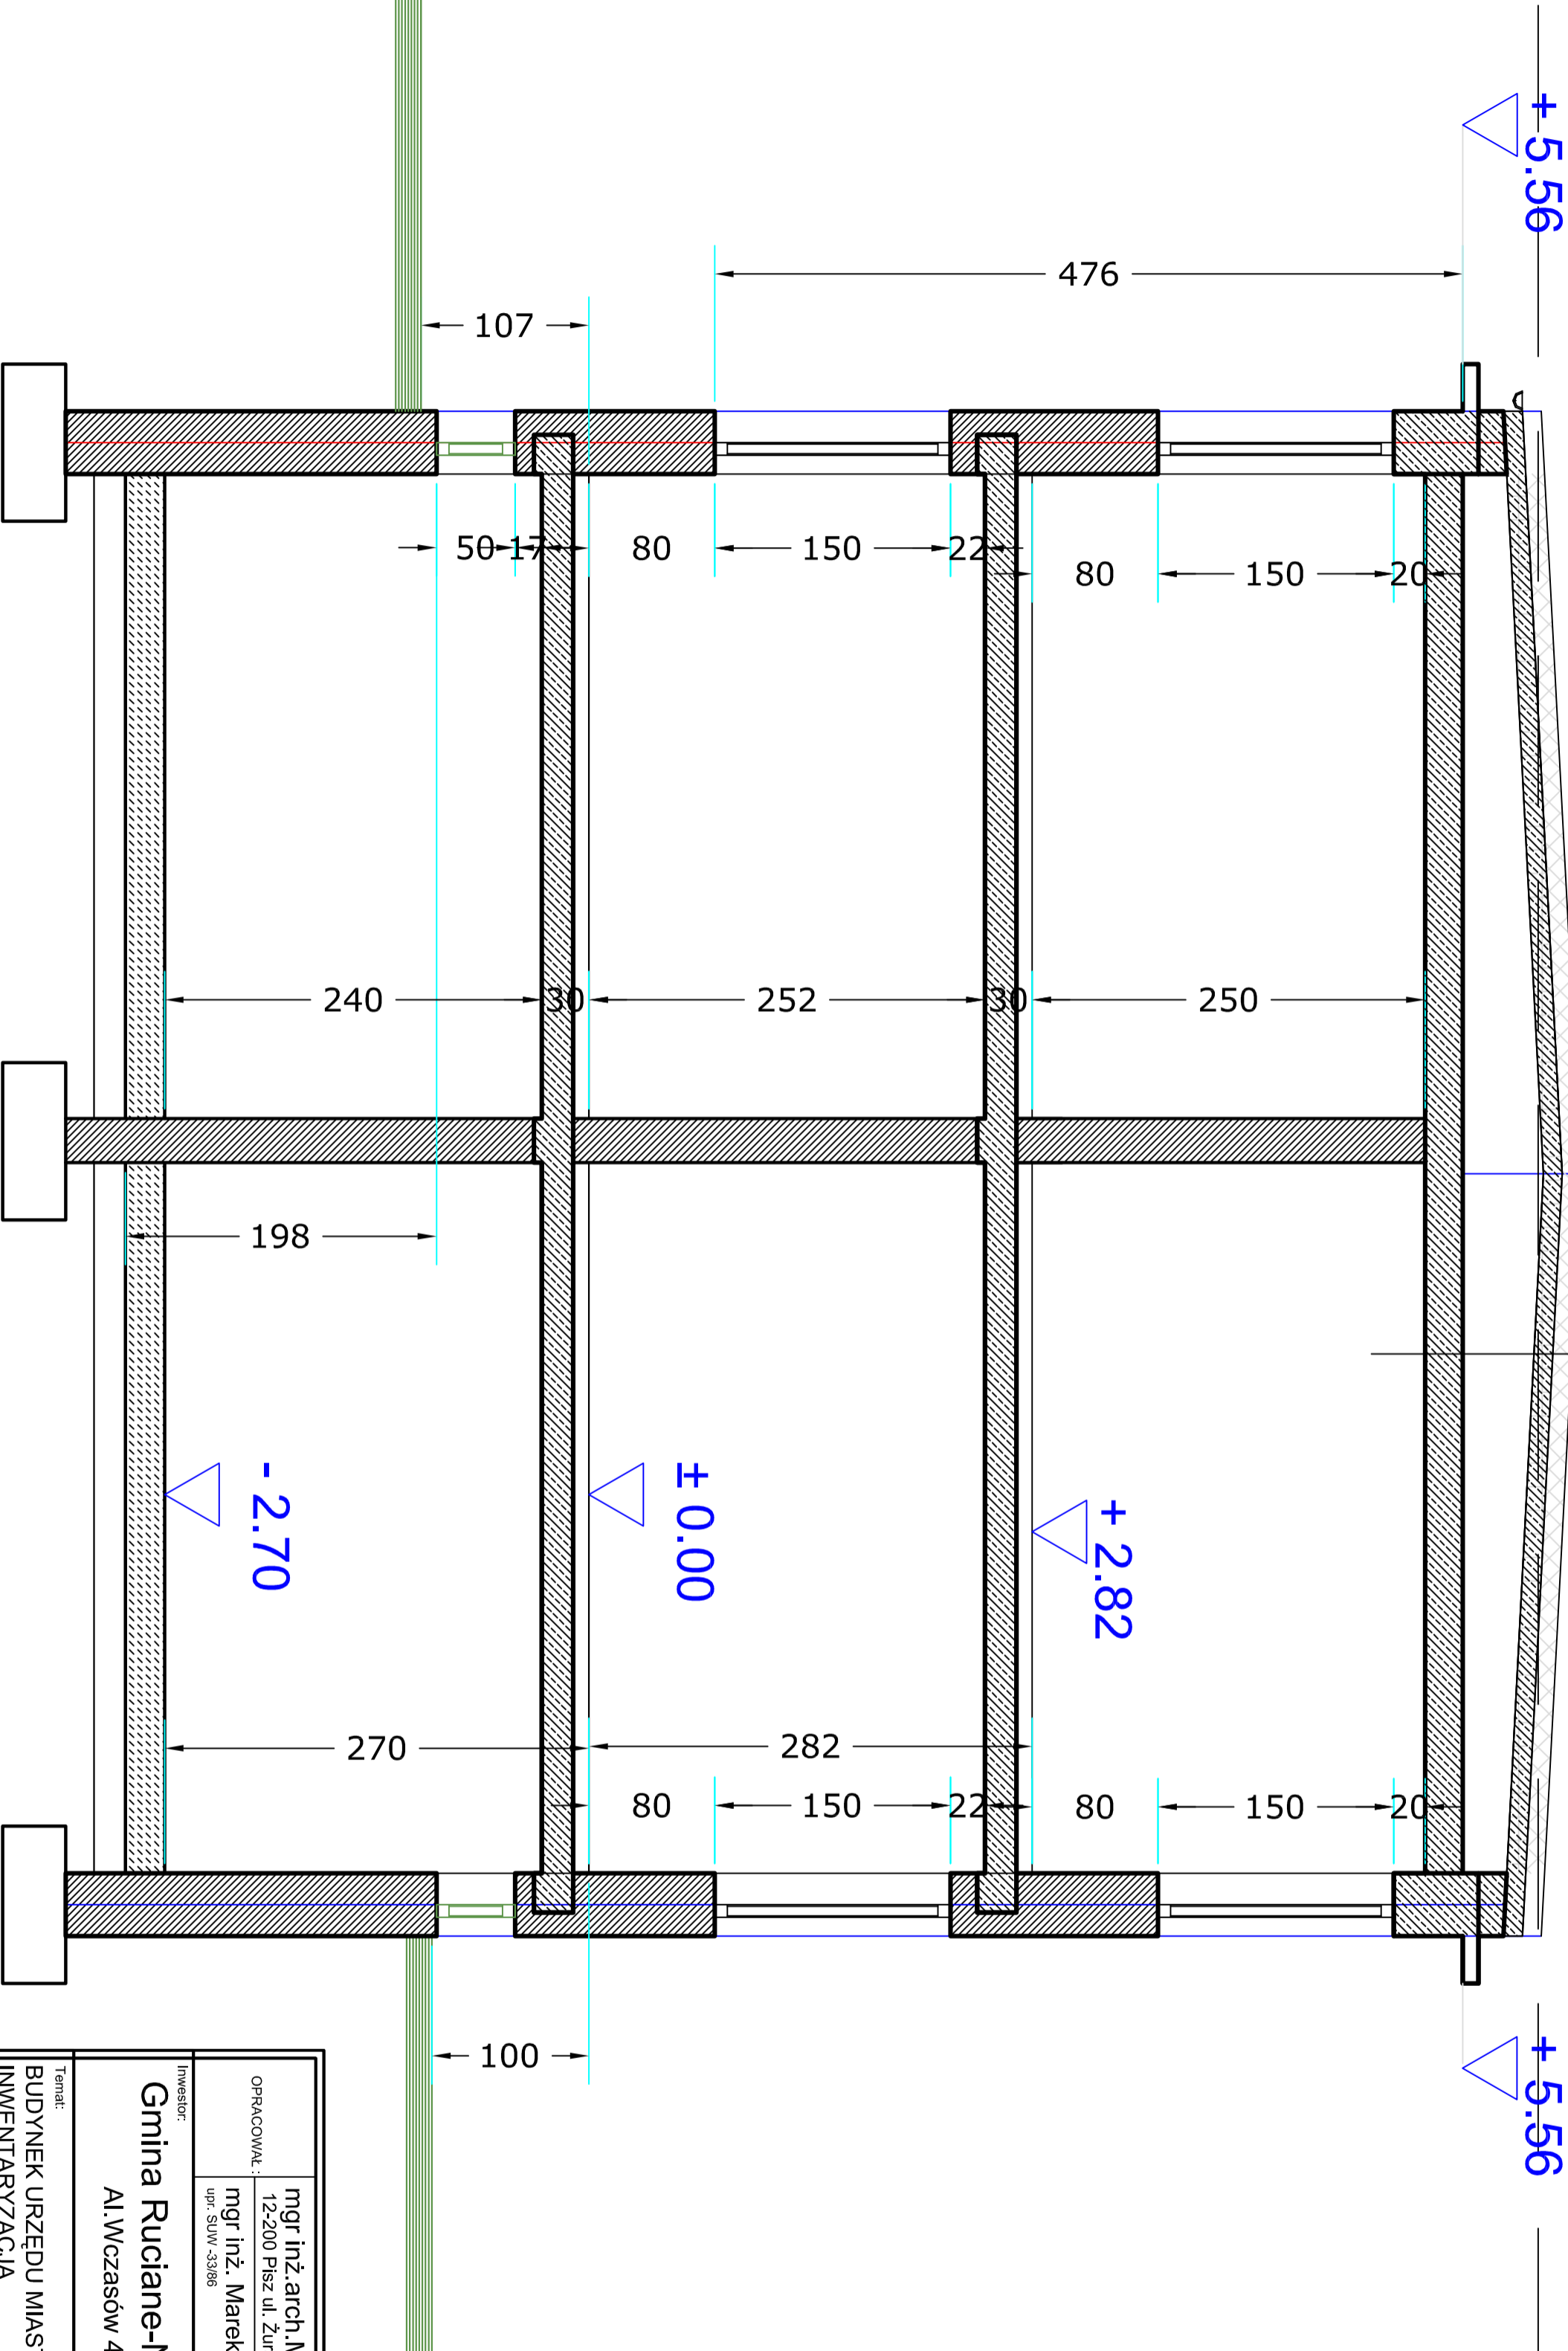 + 5.56
476
107
50
17
80
150
22
80
150
20
240
30
252
30
250
198
- 2.70
± 0.00
+ 2.82
270
282
80
150
22
80
150
20
100
+ 5.56
OPRACOWAŁ :
mgr inż.arch.
12-200 Pisz ul.
mgr inż. Marek
upr. SUW -33/86
Inwestor:
Gmina Ruciane-
Al.Wczasów 4
Temat:
BUDYNEK URZĘDU
INWENTARYZACJA